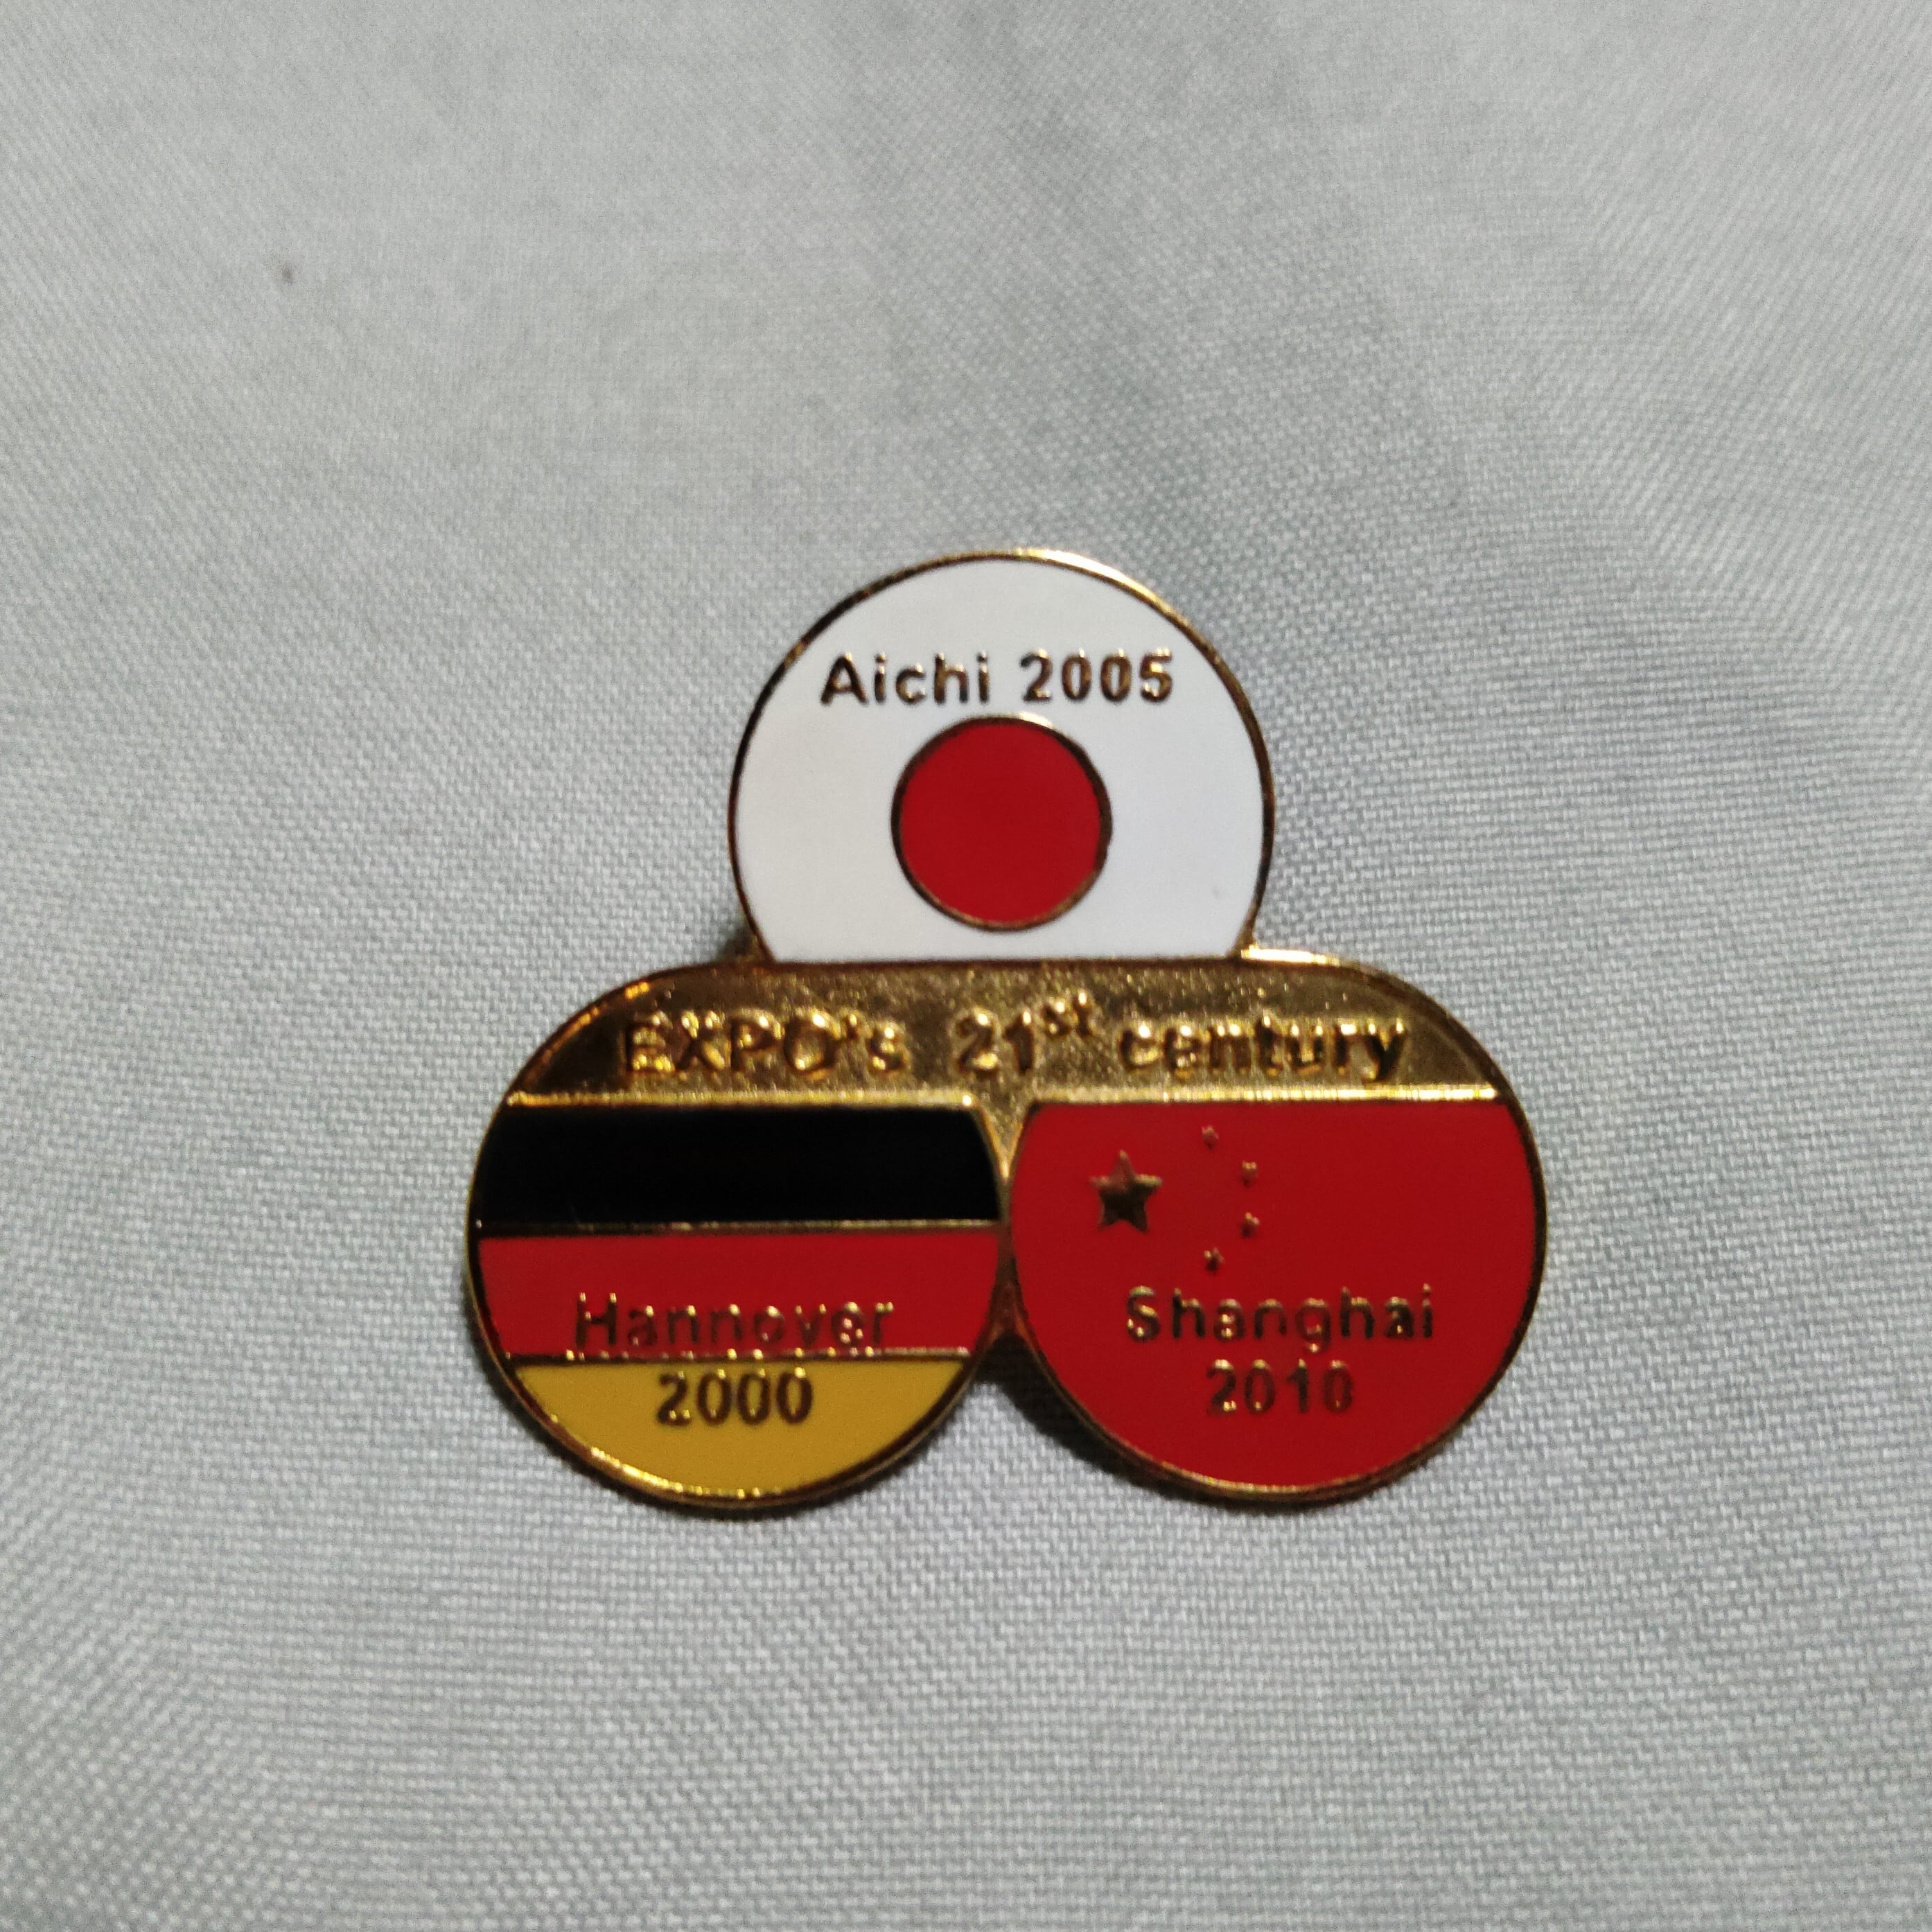 Aichi 2005
EXPO's 21st century
Hannover
2000
Shanghai
2010